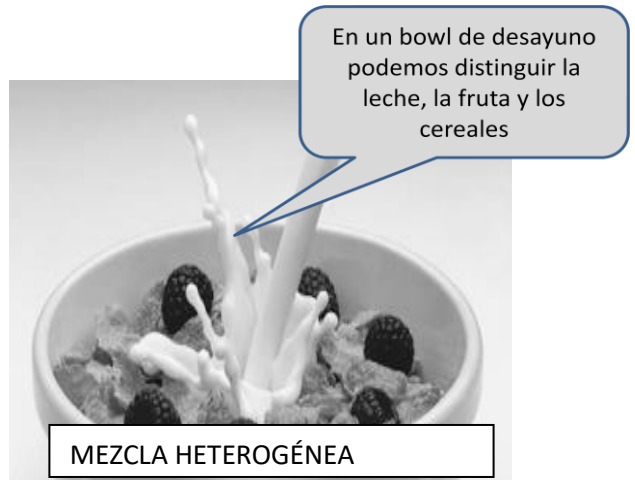 En un bowl de desayuno
podemos distinguir la
leche, la fruta y los
cereales
MEZCLA HETEROGÉNEA